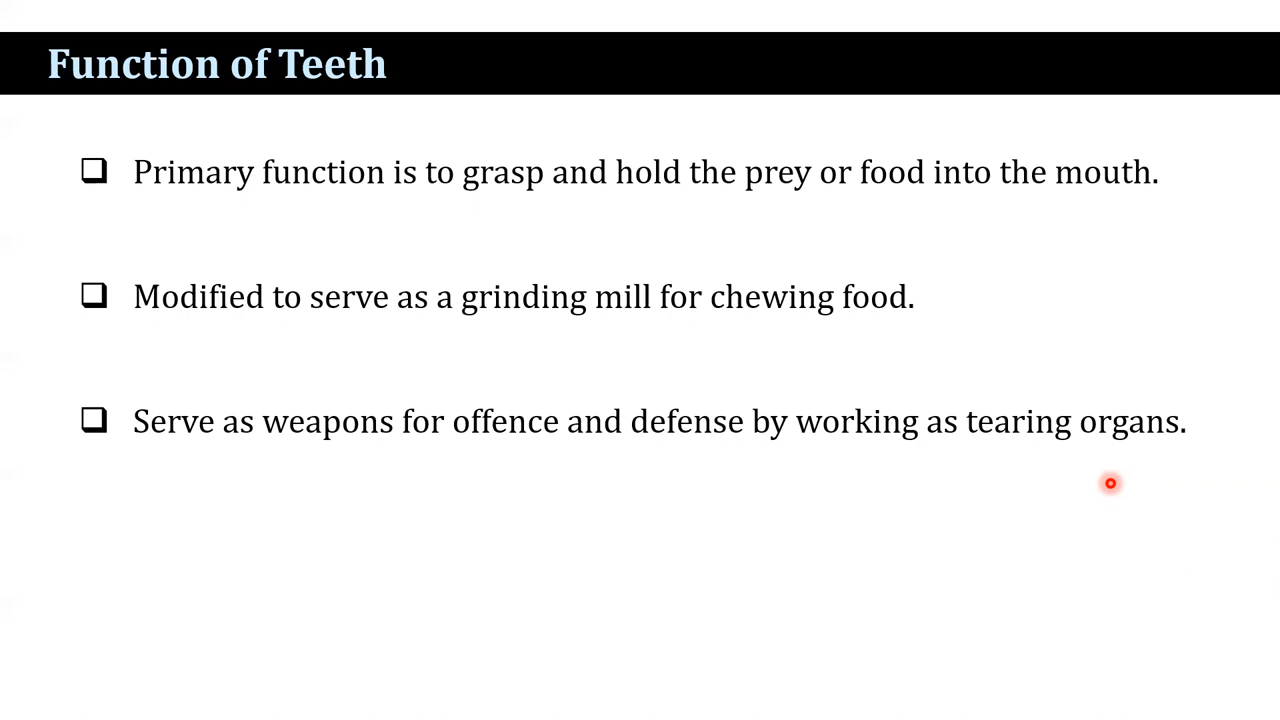 Function of Teeth
Primary function is to grasp and hold the prey or food into the mouth.
Modified to serve as a grinding mill for chewing food.
Serve as weapons for offence and defense by working as tearing organs.